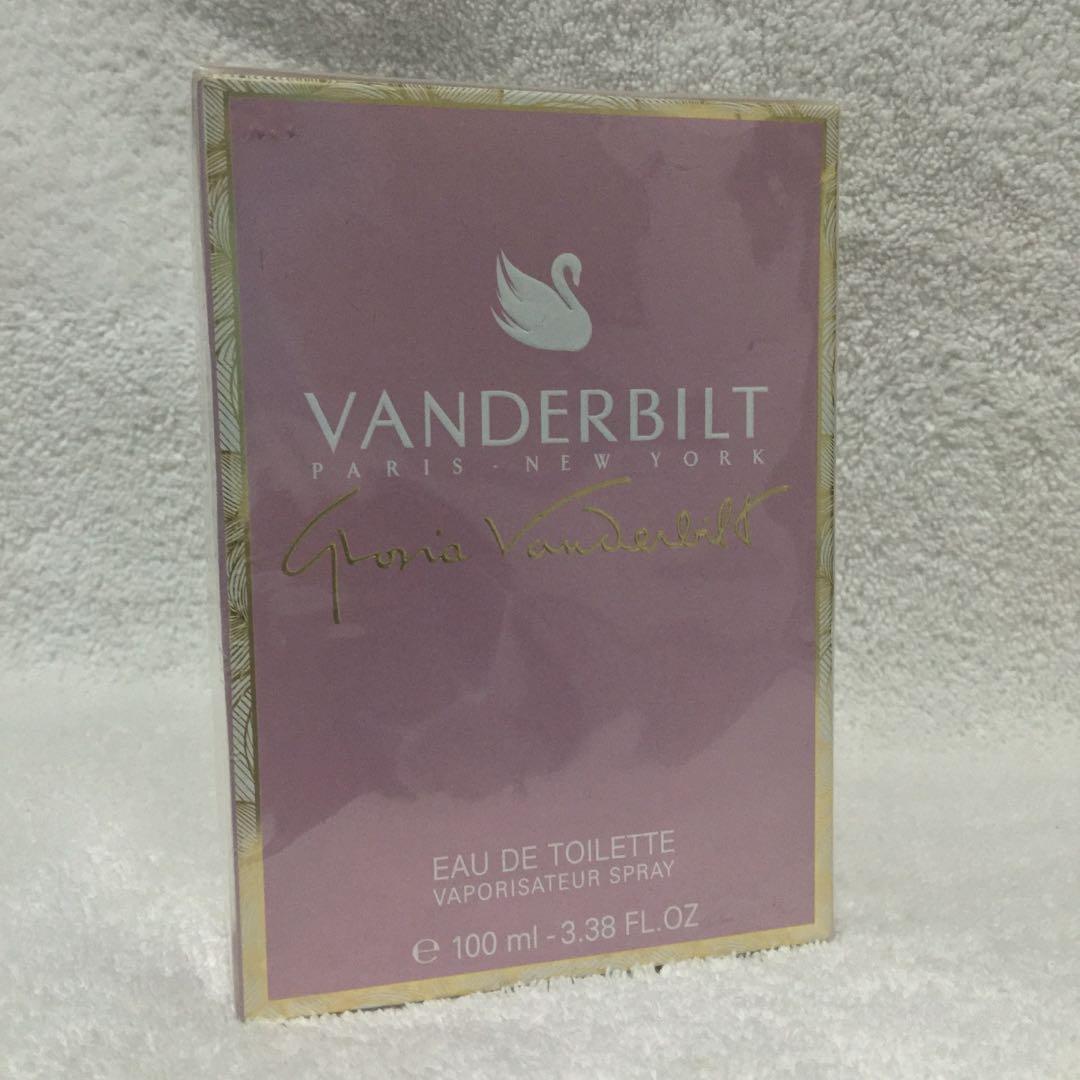 VANDERBILT
PARIS - NEW YORK
Gloria Vanderbilt
EAU DE TOILETTE
VAPORISATEUR SPRAY
e 100 ml - 3.38 FL.OZ